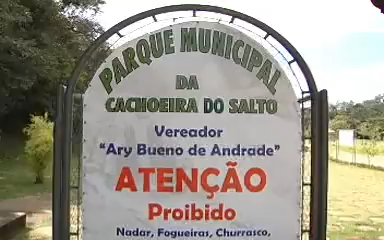 PARQUE MUNICIPAL
DA
CACHOEIRA DO SALTO
Vereador
"Ary Bueno de Andrade"
ATENÇÃO
Proibido
Nadar, Fogueiras, Churrasco,